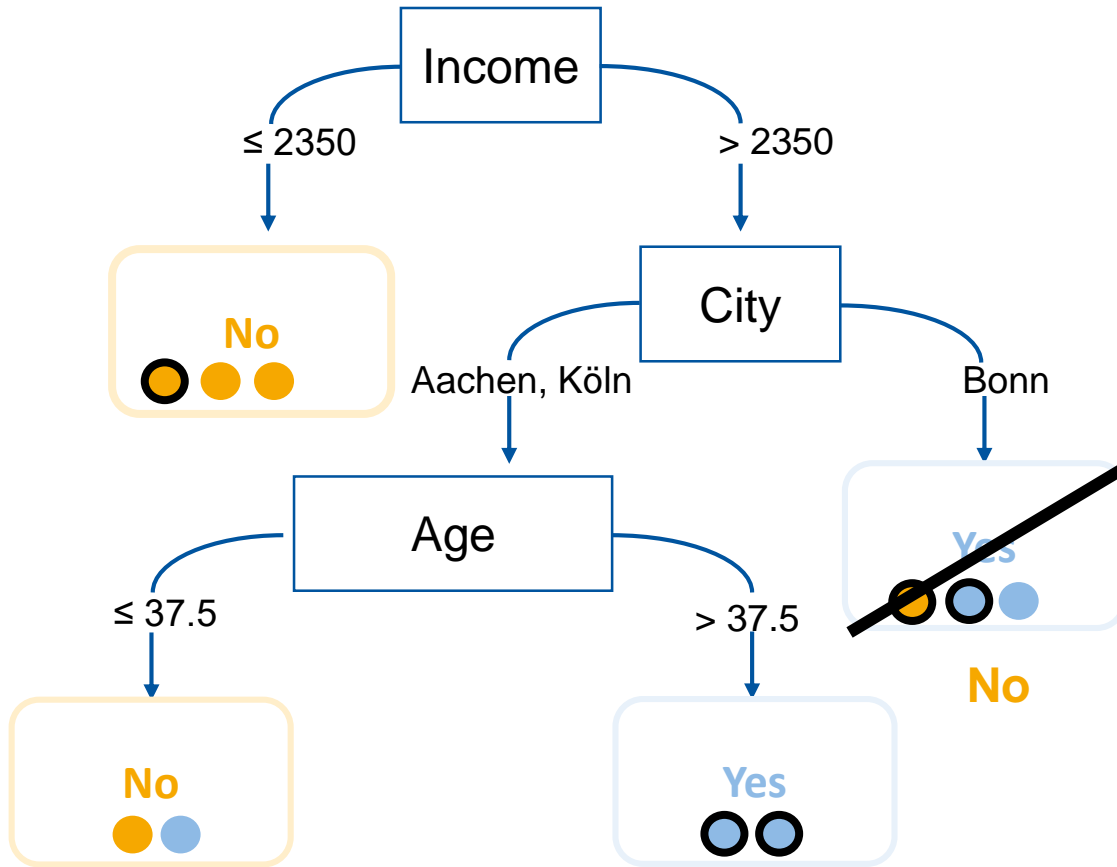 Income
≤ 2350
> 2350
No
City
Aachen, Köln
Bonn
Age
Yes
≤ 37.5
> 37.5
No
No
Yes